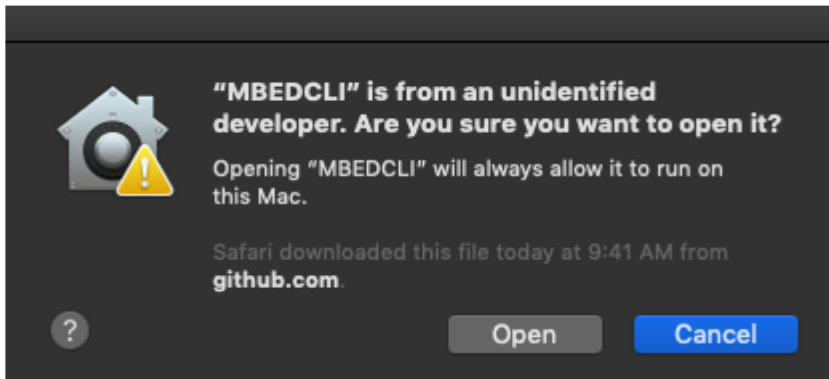 “MBEDCLI” is from an unidentified
developer. Are you sure you want to open it?
Opening “MBEDCLI” will always allow it to run on
this Mac.
Safari downloaded this file today at 9:41 AM from
github.com.
?
Open
Cancel